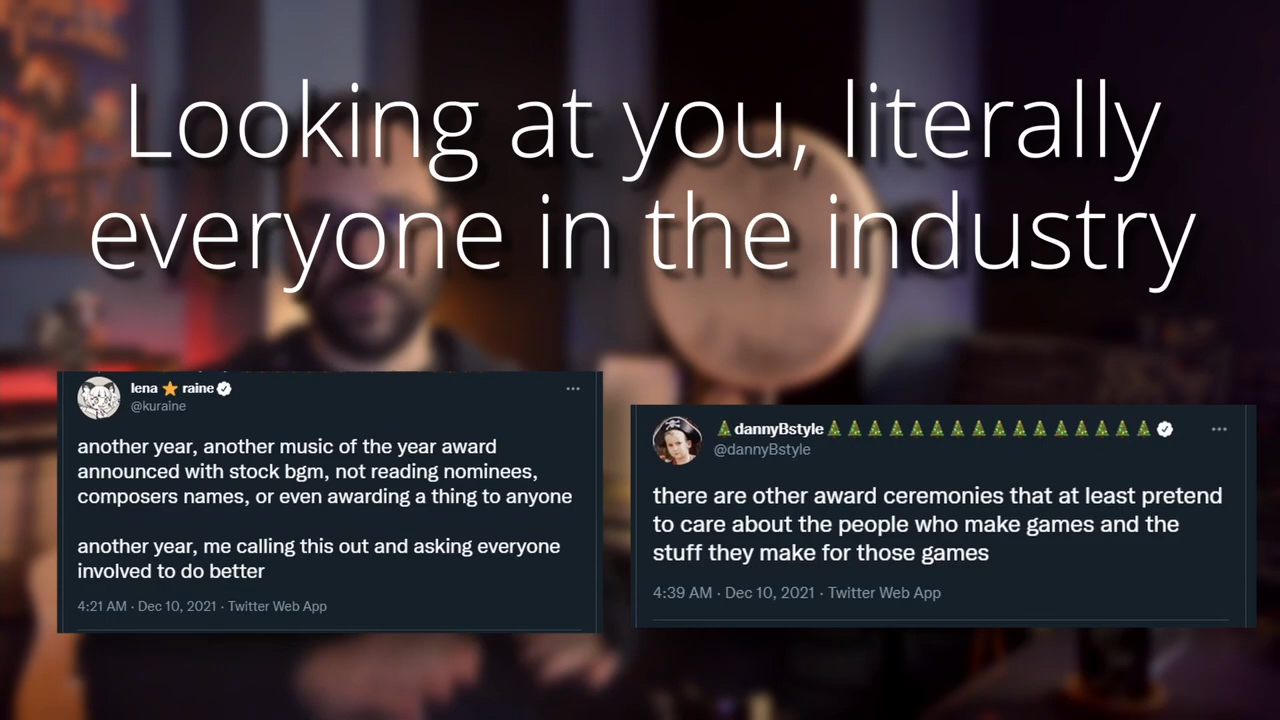 Looking at you, literally
everyone in the industry
lena ⭐ raine
@kuraine
another year, another music of the year award
announced with stock bgm, not reading nominees,
composers names, or even awarding a thing to anyone
another year, me calling this out and asking everyone
involved to do better
4:21 AM · Dec 10, 2021 · Twitter Web App
🎄dannyBstyle🎄🎄🎄🎄🎄🎄🎄🎄🎄🎄🎄🎄🎄🎄🎄🎄
@dannyBstyle
there are other award ceremonies that at least pretend
to care about the people who make games and the
stuff they make for those games
4:39 AM · Dec 10, 2021 · Twitter Web App